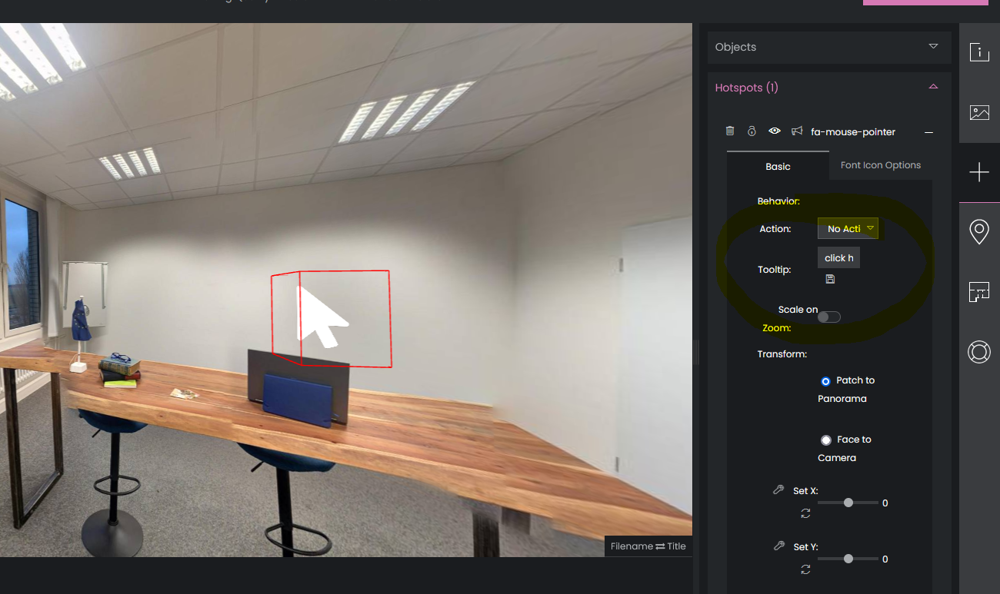 Objects
Hotspots (1)
fa-mouse-pointer
Basic
Font Icon Options
Behavior:
Action:
No Acti
Tooltip:
click h
Scale on
Zoom:
Transform:
Patch to
Panorama
Face to
Camera
Set X:
0
Set Y:
0
Filename ⇄ Title